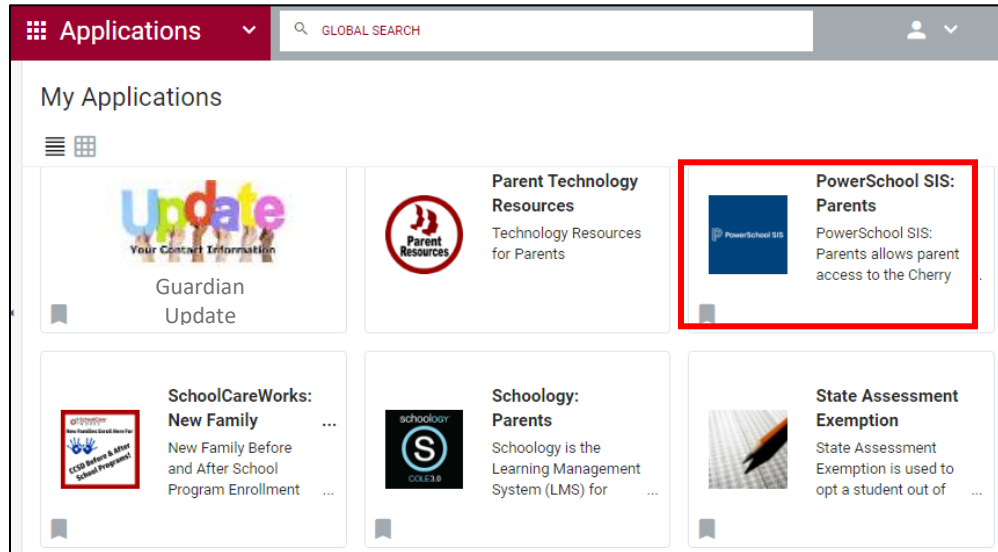 Applications
GLOBAL SEARCH
My Applications
Update
Your Contact Information
Guardian
Update
Parent
Resources
Parent Technology
Resources
Technology Resources
for Parents
PowerSchool SIS
PowerSchool SIS:
Parents
PowerSchool SIS:
Parents allows parent
access to the Cherry ...
SchoolCare
New Families Enroll Here For
CCSD Before & After
School Programs!
SchoolCareWorks:
New Family ...
New Family Before
and After School
Program Enrollment ...
schoology
S
COLE3.0
Schoology:
Parents
Schoology is the
Learning Management
System (LMS) for ...
State Assessment
Exemption
State Assessment
Exemption is used to
opt a student out of ...